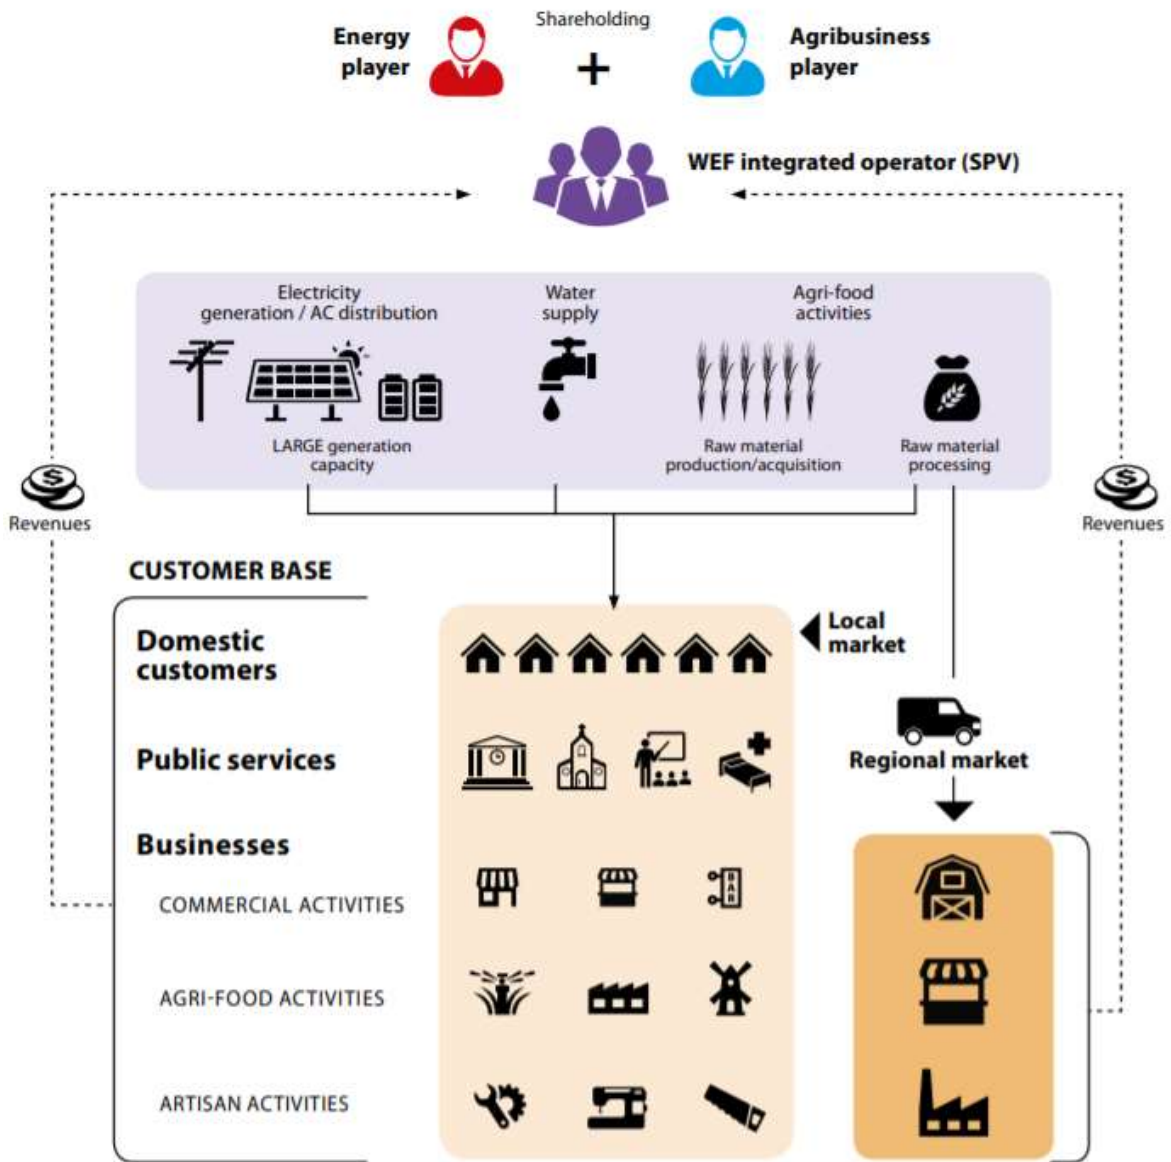 Shareholding
Energy
player
+
Agribusiness
player
WEF integrated operator (SPV)
Electricity
generation / AC distribution
Water
supply
Agri-food
activities
LARGE generation
capacity
Raw material
production/acquisition
Raw material
processing
$
Revenues
$
Revenues
CUSTOMER BASE
Domestic
customers
Local
market
Public services
Regional market
Businesses
COMMERCIAL ACTIVITIES
BAR
AGRI-FOOD ACTIVITIES
ARTISAN ACTIVITIES